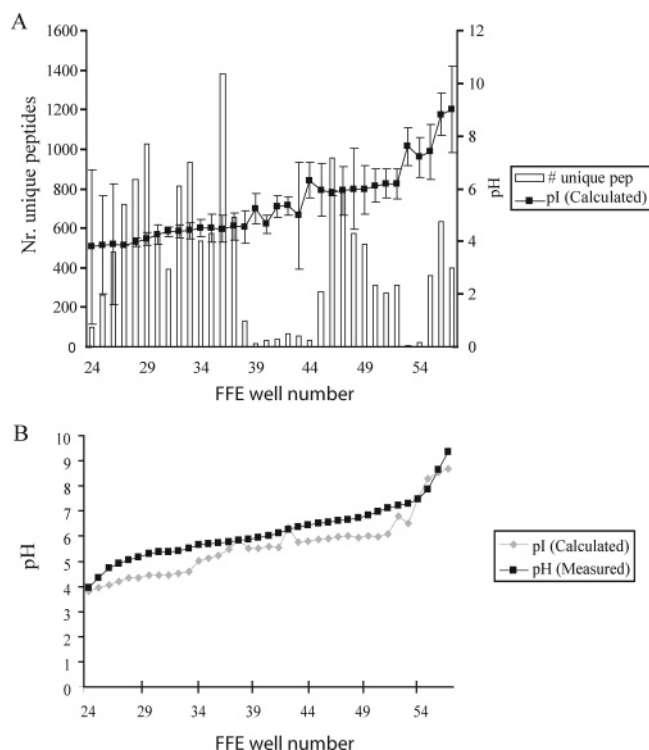 A
Nr. unique peptides
1600
1400
1200
1000
800
600
400
200
0
12
10
8
6
4
2
0
pH
24 29 34 39 44 49 54
FFE well number
# unique pep
pI (Calculated)
B
pH
10
9
8
7
6
5
4
3
2
1
0
24 29 34 39 44 49 54
FFE well number
pI (Calculated)
pH (Measured)